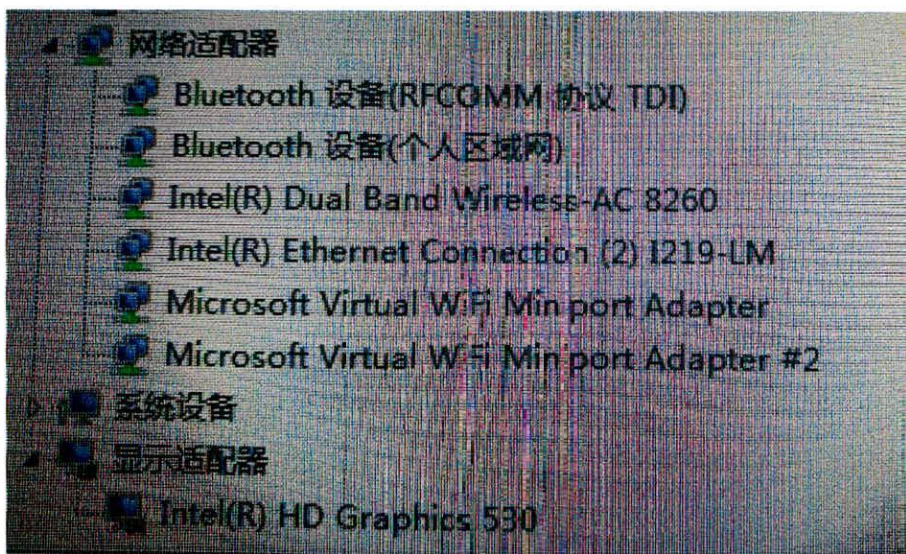 网络适配器
Bluetooth 设备(RFCOMM 协议 TDI)
Bluetooth 设备(个人区域网)
Intel(R) Dual Band Wireless-AC 8260
Intel(R) Ethernet Connection (2) I219-LM
Microsoft Virtual WiFi Miniport Adapter
Microsoft Virtual WiFi Miniport Adapter #2
系统设备
显示适配器
Intel(R) HD Graphics 530